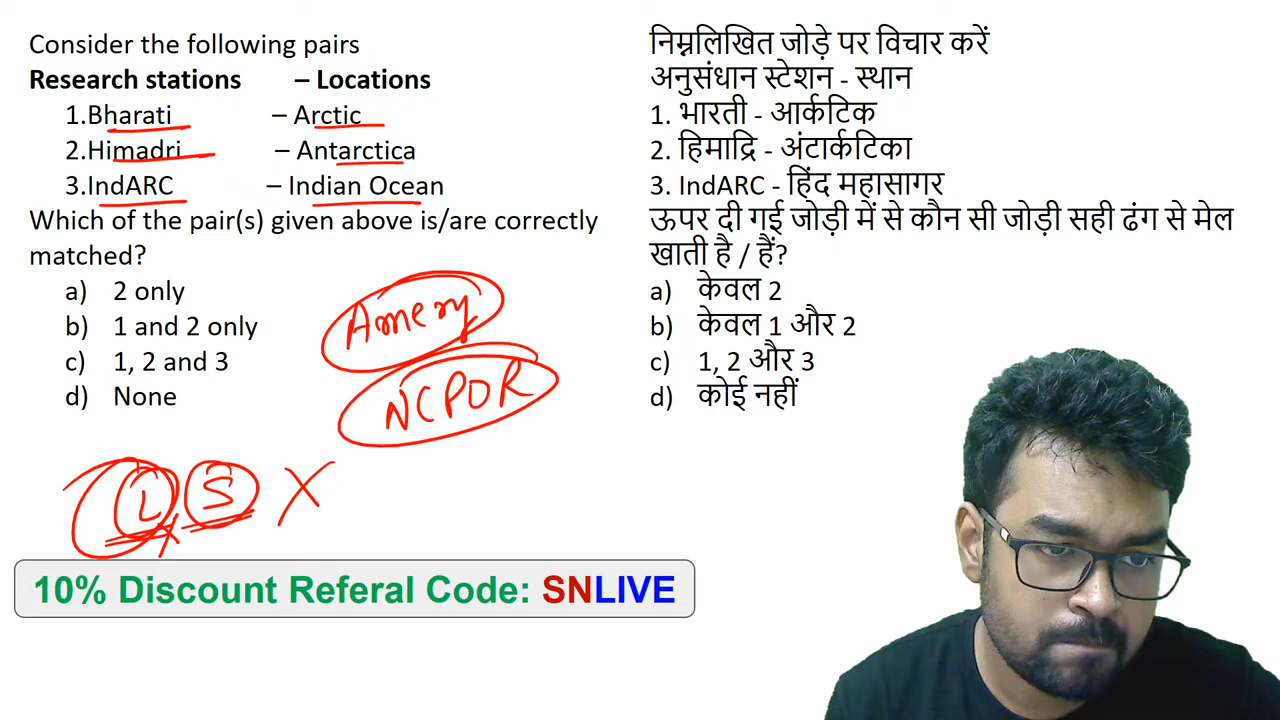 Consider the following pairs
Research stations – Locations
1.Bharati – Arctic
2.Himadri – Antarctica
3.IndARC – Indian Ocean
Which of the pair(s) given above is/are correctly
matched?
a) 2 only
b) 1 and 2 only
c) 1, 2 and 3
d) None
Amery
NCPOR
L S X
x
10% Discount Referal Code: SNLIVE
निम्नलिखित जोड़े पर विचार करें
अनुसंधान स्टेशन - स्थान
1. भारती - आर्कटिक
2. हिमाद्रि - अंटार्कटिका
3. IndARC - हिंद महासागर
ऊपर दी गई जोड़ी में से कौन सी जोड़ी सही ढंग से मेल
खाती है / हैं?
a) केवल 2
b) केवल 1 और 2
c) 1, 2 और 3
d) कोई नहीं